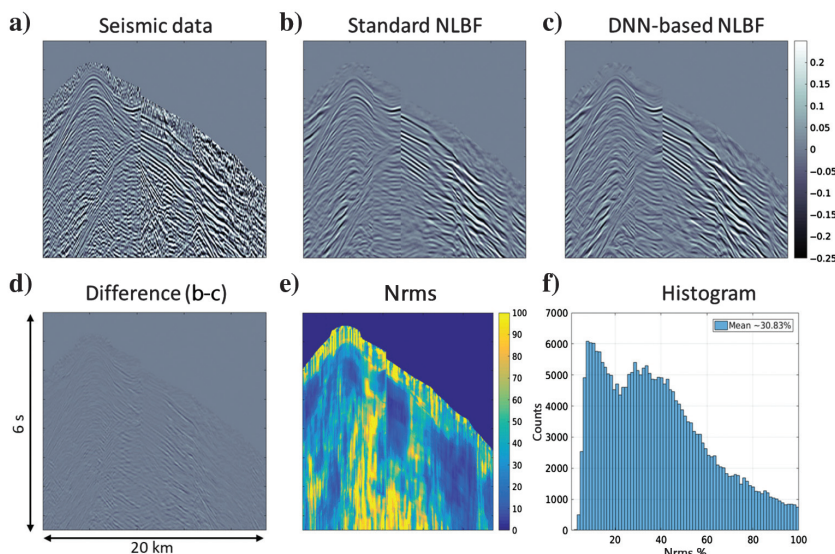 a) Seismic data
b) Standard NLBF
c) DNN-based NLBF
0.2
0.15
0.1
0.05
0
−0.05
−0.1
−0.15
−0.2
−0.25
d) Difference (b-c)
6 s
20 km
e) Nrms
100
90
80
70
60
50
40
30
20
10
0
f) Histogram
Mean ~30.83%
Counts
7000
6000
5000
4000
3000
2000
1000
0
20 40 60 80 100
Nrms %